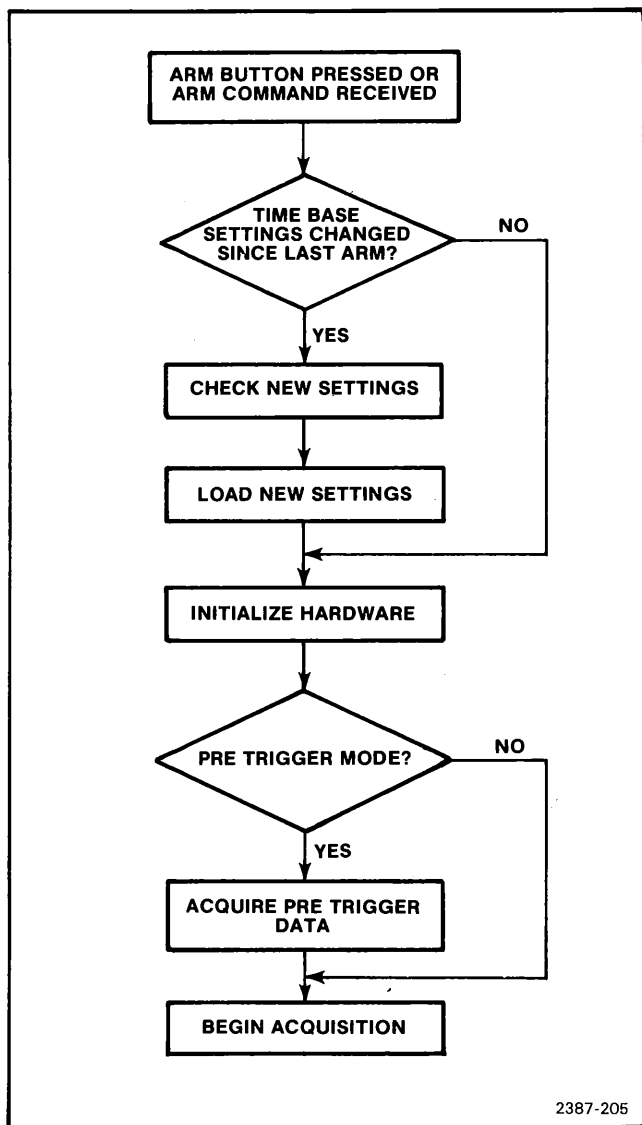 ARM BUTTON PRESSED OR
ARM COMMAND RECEIVED
TIME BASE
SETTINGS CHANGED
SINCE LAST ARM?
NO
YES
CHECK NEW SETTINGS
LOAD NEW SETTINGS
INITIALIZE HARDWARE
PRE TRIGGER MODE?
NO
YES
ACQUIRE PRE TRIGGER
DATA
BEGIN ACQUISITION
2387-205